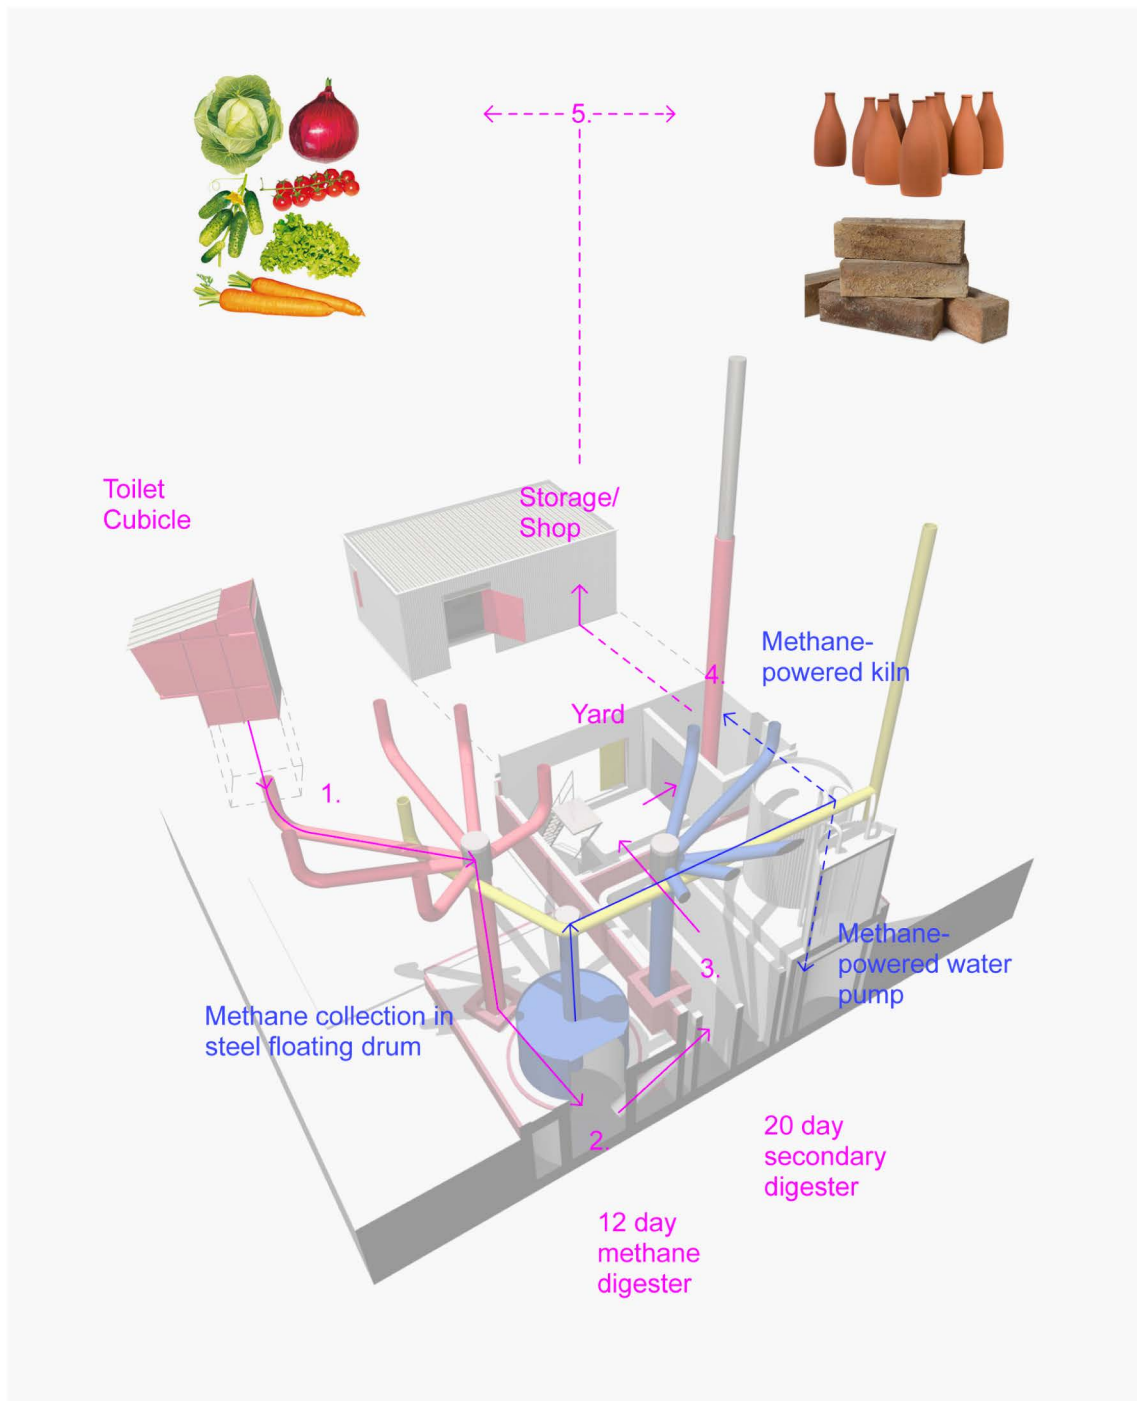 5.
Toilet
Cubicle
Storage/
Shop
Methane-
powered kiln
4.
Yard
1.
Methane-
powered water
pump
3.
Methane collection in
steel floating drum
2.
20 day
secondary
digester
12 day
methane
digester